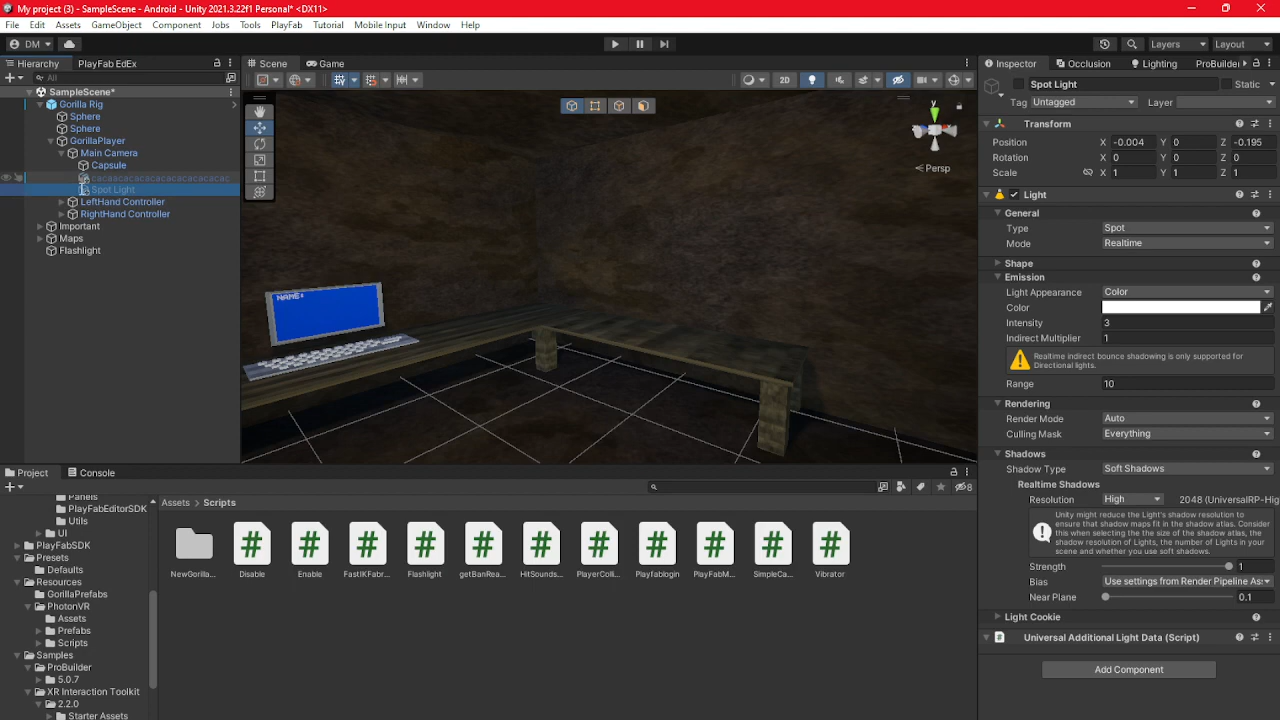 My project (3) - SampleScene - Android - Unity 2021.3.22f1 Personal* <DX11>
File Edit Assets GameObject Component Jobs Tools PlayFab Tutorial Mobile Input Window Help
DM Layers Layout
Hierarchy PlayFab EdEx
All
SampleScene*
Gorilla Rig
Sphere
Sphere
GorillaPlayer
Main Camera
Capsule
Spot Light
LeftHand Controller
RightHand Controller
Important
Maps
Flashlight
Scene Game
2D
y
Persp
NAME:
Inspector Occlusion Lighting ProBuilder
Spot Light Static
Tag Untagged Layer
Transform
Position X -0.004 Y 0 Z -0.195
Rotation X 0 Y 0 Z 0
Scale X 1 Y 1 Z 1
Light
General
Type Spot
Mode Realtime
Shape
Emission
Light Appearance Color
Color
Intensity 3
Indirect Multiplier 1
Realtime indirect bounce shadowing is only supported for
Directional lights.
Range 10
Rendering
Render Mode Auto
Culling Mask Everything
Shadows
Shadow Type Soft Shadows
Realtime Shadows
Resolution High 2048 (UniversalRP-Hig
Unity might reduce the Light's shadow resolution to
ensure that shadow maps fit in the shadow atlas. Consider
this when selecting the the size of the shadow atlas, the
shadow resolution of Lights, the number of Lights in your
scene and whether you use soft shadows.
Strength 1
Bias Use settings from Render Pipeline As
Near Plane 0.1
Light Cookie
Universal Additional Light Data (Script)
Add Component
Project Console
8
Panels
PlayFabEditorSDK
Utils
UI
PlayFabSDK
Presets
Defaults
Resources
GorillaPrefabs
PhotonVR
Assets
Prefabs
Scripts
Samples
ProBuilder
5.0.7
XR Interaction Toolkit
2.2.0
Starter Assets
Assets > Scripts
NewGorilla... Disable Enable FastIKFabr... Flashlight getBanRea... HitSounds... PlayerColli... Playfablogin PlayFabM... SimpleCa... Vibrator